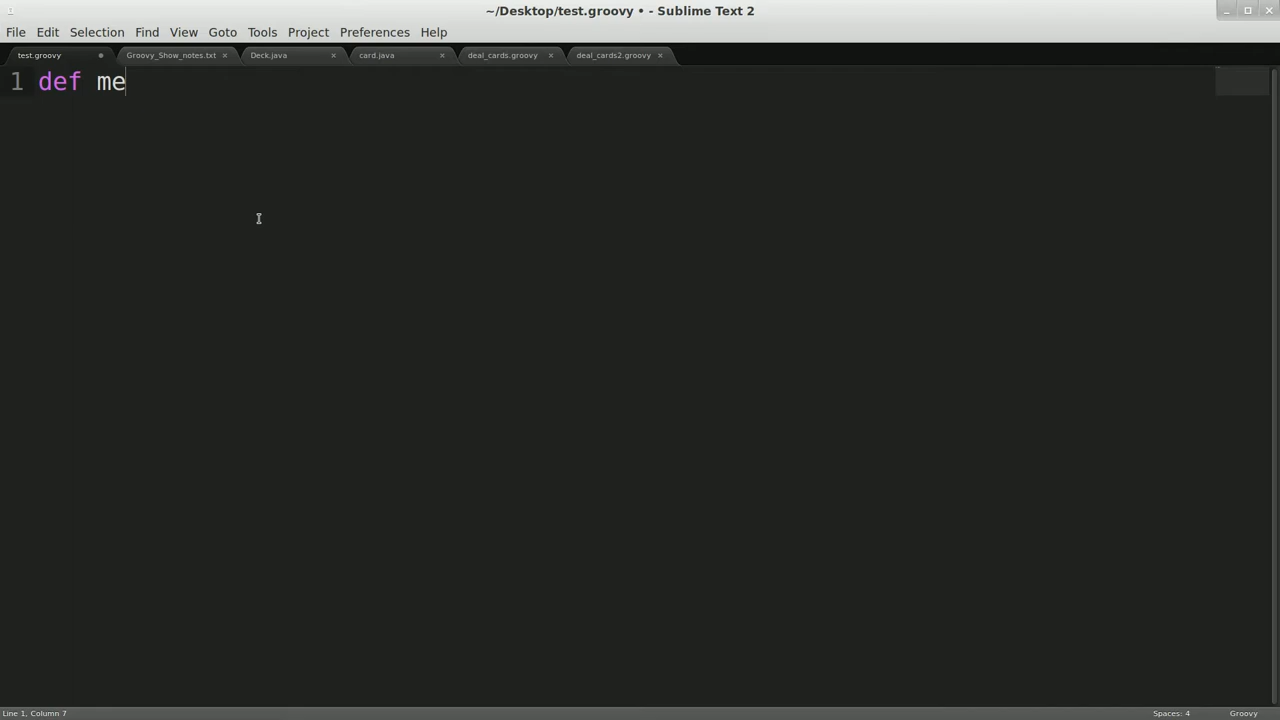 ~/Desktop/test.groovy • - Sublime Text 2
File Edit Selection Find View Goto Tools Project Preferences Help
test.groovy Groovy_Show_notes.txt Deck.java card.java deal_cards.groovy deal_cards2.groovy
1 def me
Line 1, Column 7 Spaces: 4 Groovy